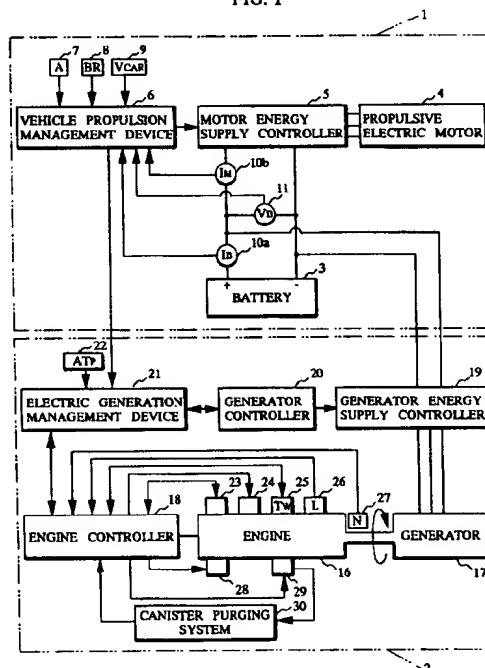 FIG. 1
1
7 8 9
A BR VCAR
6 5 4
VEHICLE PROPULSION
MANAGEMENT DEVICE
MOTOR ENERGY
SUPPLY CONTROLLER
PROPULSIVE
ELECTRIC MOTOR
IM 10b
11
VB
IB 10a
3
+ -
BATTERY
22
ATP
21 20 19
ELECTRIC GENERATION
MANAGEMENT DEVICE
GENERATOR
CONTROLLER
GENERATOR ENERGY
SUPPLY CONTROLLER
18 23 24 25 26 27
TW L N
ENGINE CONTROLLER
ENGINE
GENERATOR
28 29 16 17
30
CANISTER PURGING
SYSTEM
2